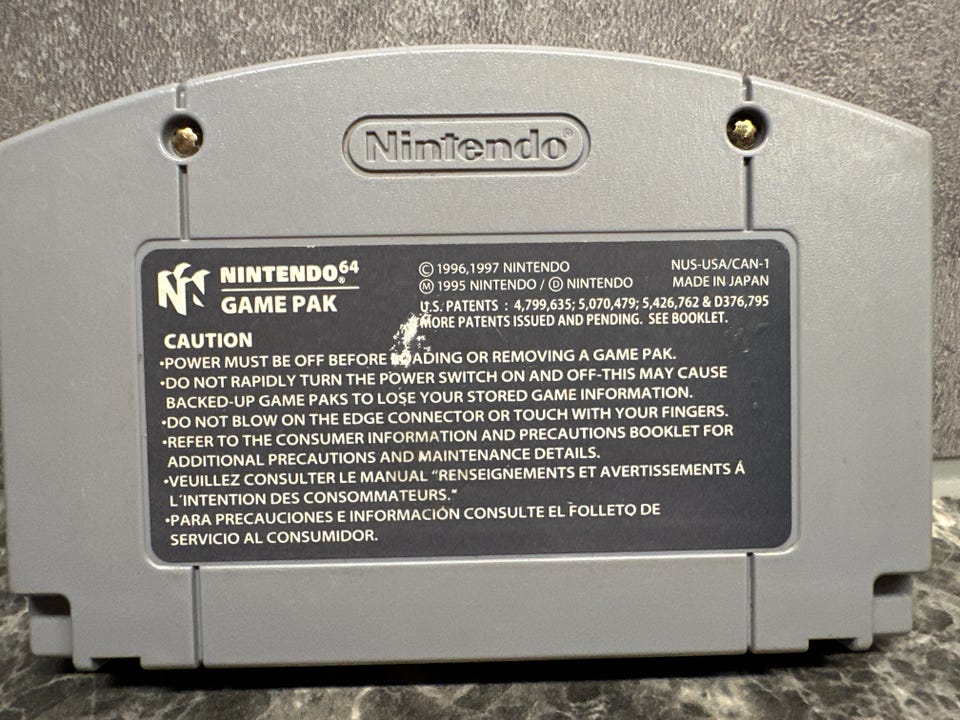 Nintendo®
NINTENDO⁶⁴®
GAME PAK
Ⓒ 1996,1997 NINTENDO
Ⓜ 1995 NINTENDO / Ⓓ NINTENDO
NUS-USA/CAN-1
MADE IN JAPAN
U.S. PATENTS : 4,799,635; 5,070,479; 5,426,762 & D376,795
MORE PATENTS ISSUED AND PENDING. SEE BOOKLET.
CAUTION
•POWER MUST BE OFF BEFORE LOADING OR REMOVING A GAME PAK.
•DO NOT RAPIDLY TURN THE POWER SWITCH ON AND OFF-THIS MAY CAUSE
BACKED-UP GAME PAKS TO LOSE YOUR STORED GAME INFORMATION.
•DO NOT BLOW ON THE EDGE CONNECTOR OR TOUCH WITH YOUR FINGERS.
•REFER TO THE CONSUMER INFORMATION AND PRECAUTIONS BOOKLET FOR
ADDITIONAL PRECAUTIONS AND MAINTENANCE DETAILS.
•VEUILLEZ CONSULTER LE MANUAL "RENSEIGNEMENTS ET AVERTISSEMENTS Á
L'INTENTION DES CONSOMMATEURS."
•PARA PRECAUCIONES E INFORMACIÓN CONSULTE EL FOLLETO DE
SERVICIO AL CONSUMIDOR.